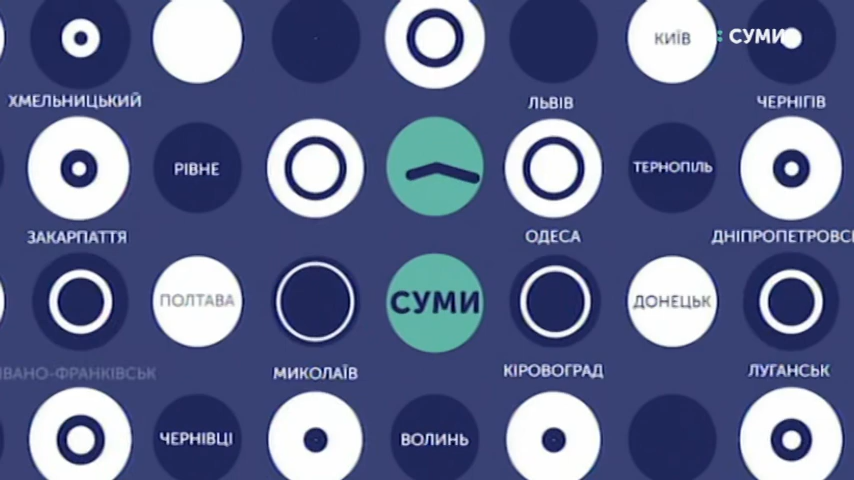 КИЇВ
:СУМИ
ХМЕЛЬНИЦЬКИЙ
ЛЬВІВ
ЧЕРНІГІВ
РІВНЕ
ТЕРНОПІЛЬ
ЗАКАРПАТТЯ
ОДЕСА
ДНІПРОПЕТРОВС
ПОЛТАВА
СУМИ
ДОНЕЦЬК
ІВАНО-ФРАНКІВСЬК
МИКОЛАЇВ
КІРОВОГРАД
ЛУГАНСЬК
ЧЕРНІВЦІ
ВОЛИНЬ